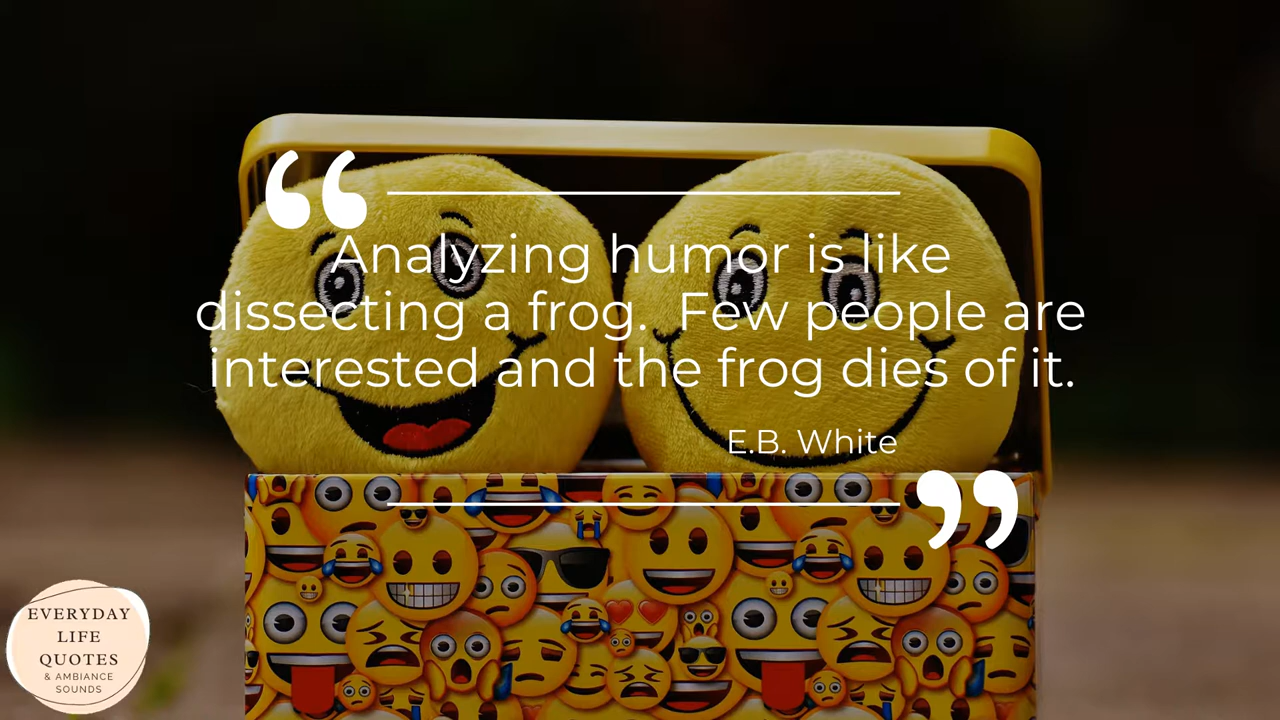 “
Analyzing humor is like
dissecting a frog.  Few people are
interested and the frog dies of it.
E.B. White
”
EVERYDAY
LIFE
QUOTES
& AMBIANCE
SOUNDS